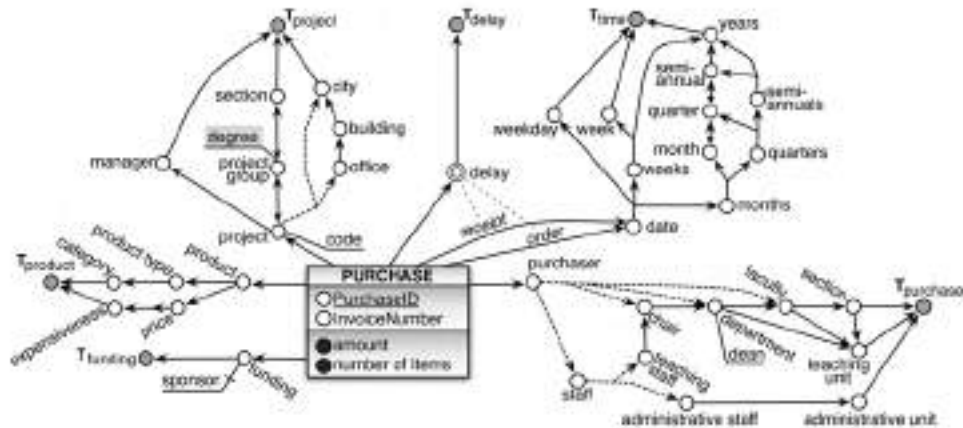 Tproject
Tdelay
Ttime
years
city
semi-
annual
semi-
annuals
section
quarter
building
weekday
week
degree
month
quarters
manager
project
group
office
delay
weeks
months
receipt
project
code
order
date
Tproduct
category
product type
product
PURCHASE
purchaser
faculty
section
Tpurchase
PurchaseID
InvoiceNumber
expensiveness
price
chair
department
dean
teaching
unit
amount
number of items
Tfunding
sponsor
funding
teaching
staff
staff
administrative staff
administrative unit